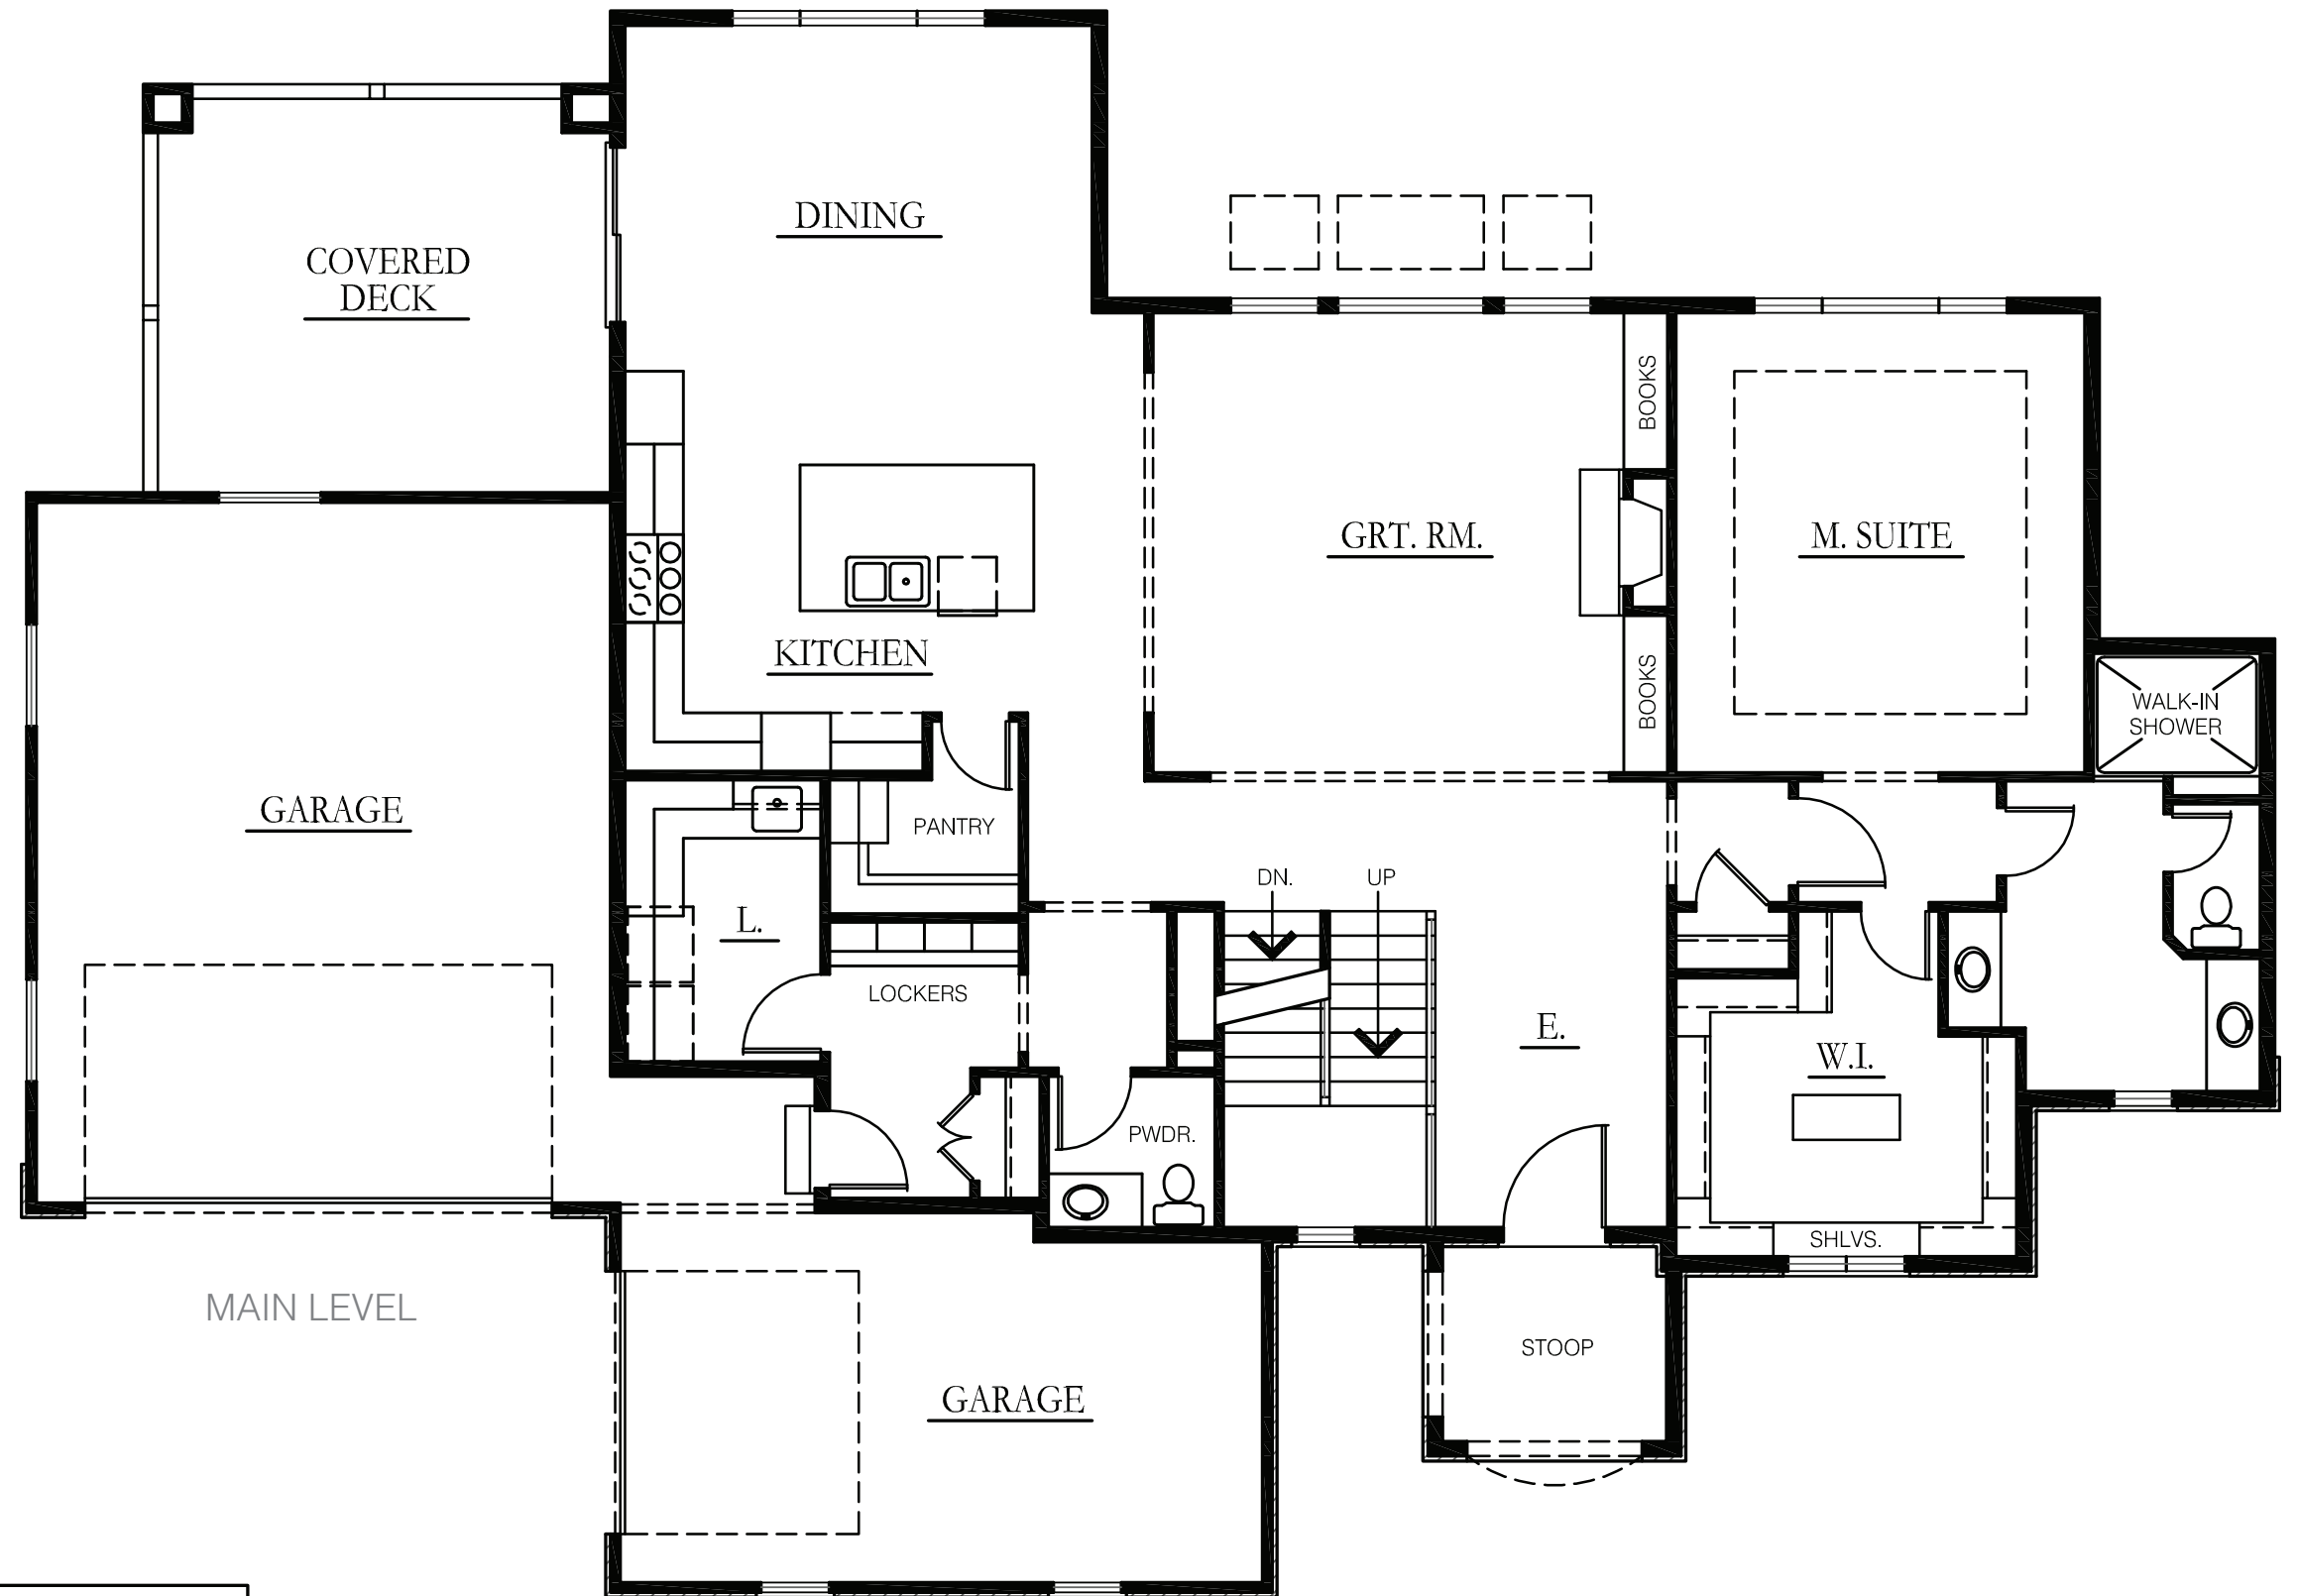 DINING
COVERED
DECK
BOOKS
GRT. RM.
M. SUITE
KITCHEN
BOOKS
WALK-IN
SHOWER
GARAGE
PANTRY
DN.
UP
L.
LOCKERS
E.
W.I.
PWDR.
SHLVS.
MAIN LEVEL
STOOP
GARAGE